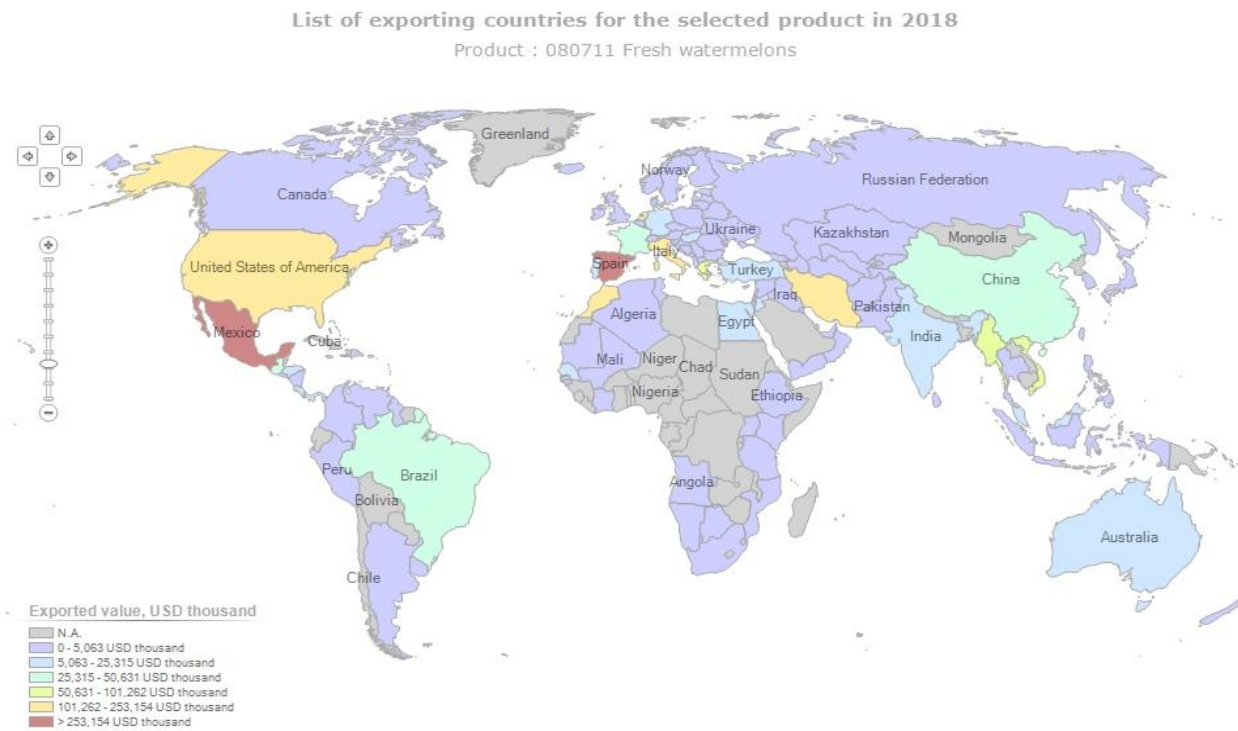 List of exporting countries for the selected product in 2018
Product : 080711 Fresh watermelons
Greenland
Norway
Russian Federation
Canada
Ukraine
Kazakhstan
Mongolia
Italy
United States of America
Spain
Turkey
China
Iraq
Pakistan
Algeria
Egypt
India
Mexico
Cuba
Mali
Niger
Chad
Sudan
Nigeria
Ethiopia
Peru
Brazil
Angola
Bolivia
Australia
Chile
Exported value, USD thousand
N.A.
0 - 5,063 USD thousand
5,063 - 25,315 USD thousand
25,315 - 50,631 USD thousand
50,631 - 101,262 USD thousand
101,262 - 253,154 USD thousand
> 253,154 USD thousand